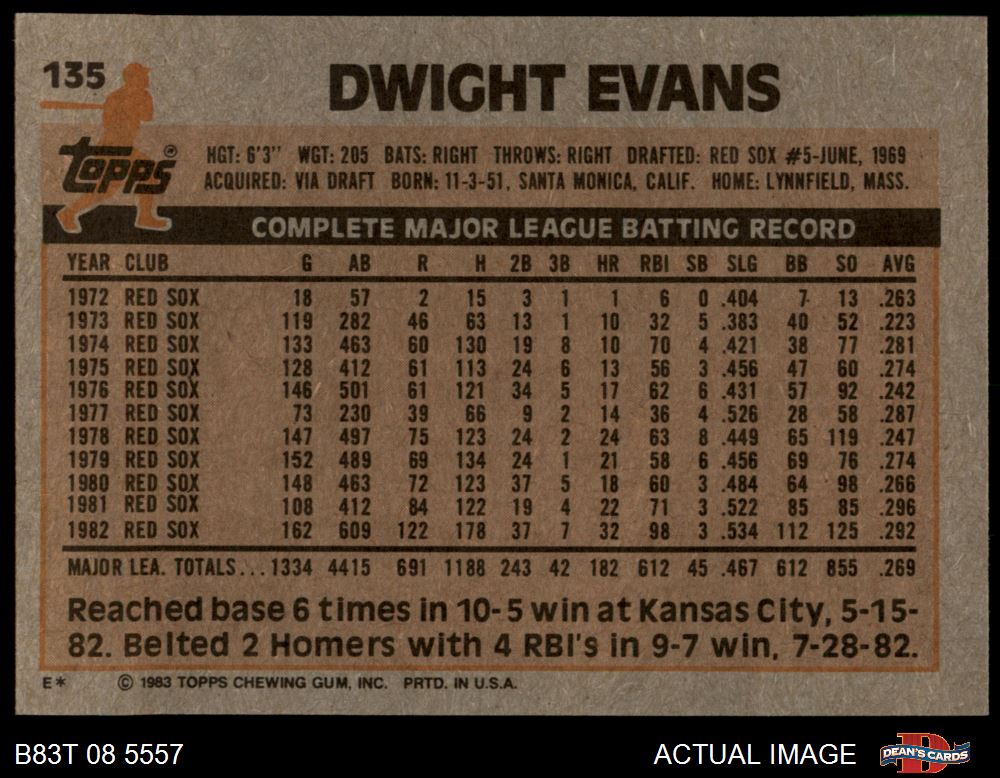 135
DWIGHT EVANS
topps®
HGT: 6'3" WGT: 205 BATS: RIGHT THROWS: RIGHT DRAFTED: RED SOX #5-JUNE, 1969
ACQUIRED: VIA DRAFT BORN: 11-3-51, SANTA MONICA, CALIF. HOME: LYNNFIELD, MASS.
COMPLETE MAJOR LEAGUE BATTING RECORD
YEAR CLUB G AB R H 2B 3B HR RBI SB SLG BB SO AVG
1972 RED SOX 18 57 2 15 3 1 1 6 0 .404 7 13 .263
1973 RED SOX 119 282 46 63 13 1 10 32 5 .383 40 52 .223
1974 RED SOX 133 463 60 130 19 8 10 70 4 .421 38 77 .281
1975 RED SOX 128 412 61 113 24 6 13 56 3 .456 47 60 .274
1976 RED SOX 146 501 61 121 34 5 17 62 6 .431 57 92 .242
1977 RED SOX 73 230 39 66 9 2 14 36 4 .526 28 58 .287
1978 RED SOX 147 497 75 123 24 2 24 63 8 .449 65 119 .247
1979 RED SOX 152 489 69 134 24 1 21 58 6 .456 69 76 .274
1980 RED SOX 148 463 72 123 37 5 18 60 3 .484 64 98 .266
1981 RED SOX 108 412 84 122 19 4 22 71 3 .522 85 85 .296
1982 RED SOX 162 609 122 178 37 7 32 98 3 .534 112 125 .292
MAJOR LEA. TOTALS...1334 4415 691 1188 243 42 182 612 45 .467 612 855 .269
Reached base 6 times in 10-5 win at Kansas City, 5-15-
82. Belted 2 Homers with 4 RBI's in 9-7 win, 7-28-82.
E* © 1983 TOPPS CHEWING GUM, INC. PRTD. IN U.S.A.
B83T 08 5557 ACTUAL IMAGE DEAN'S CARDS